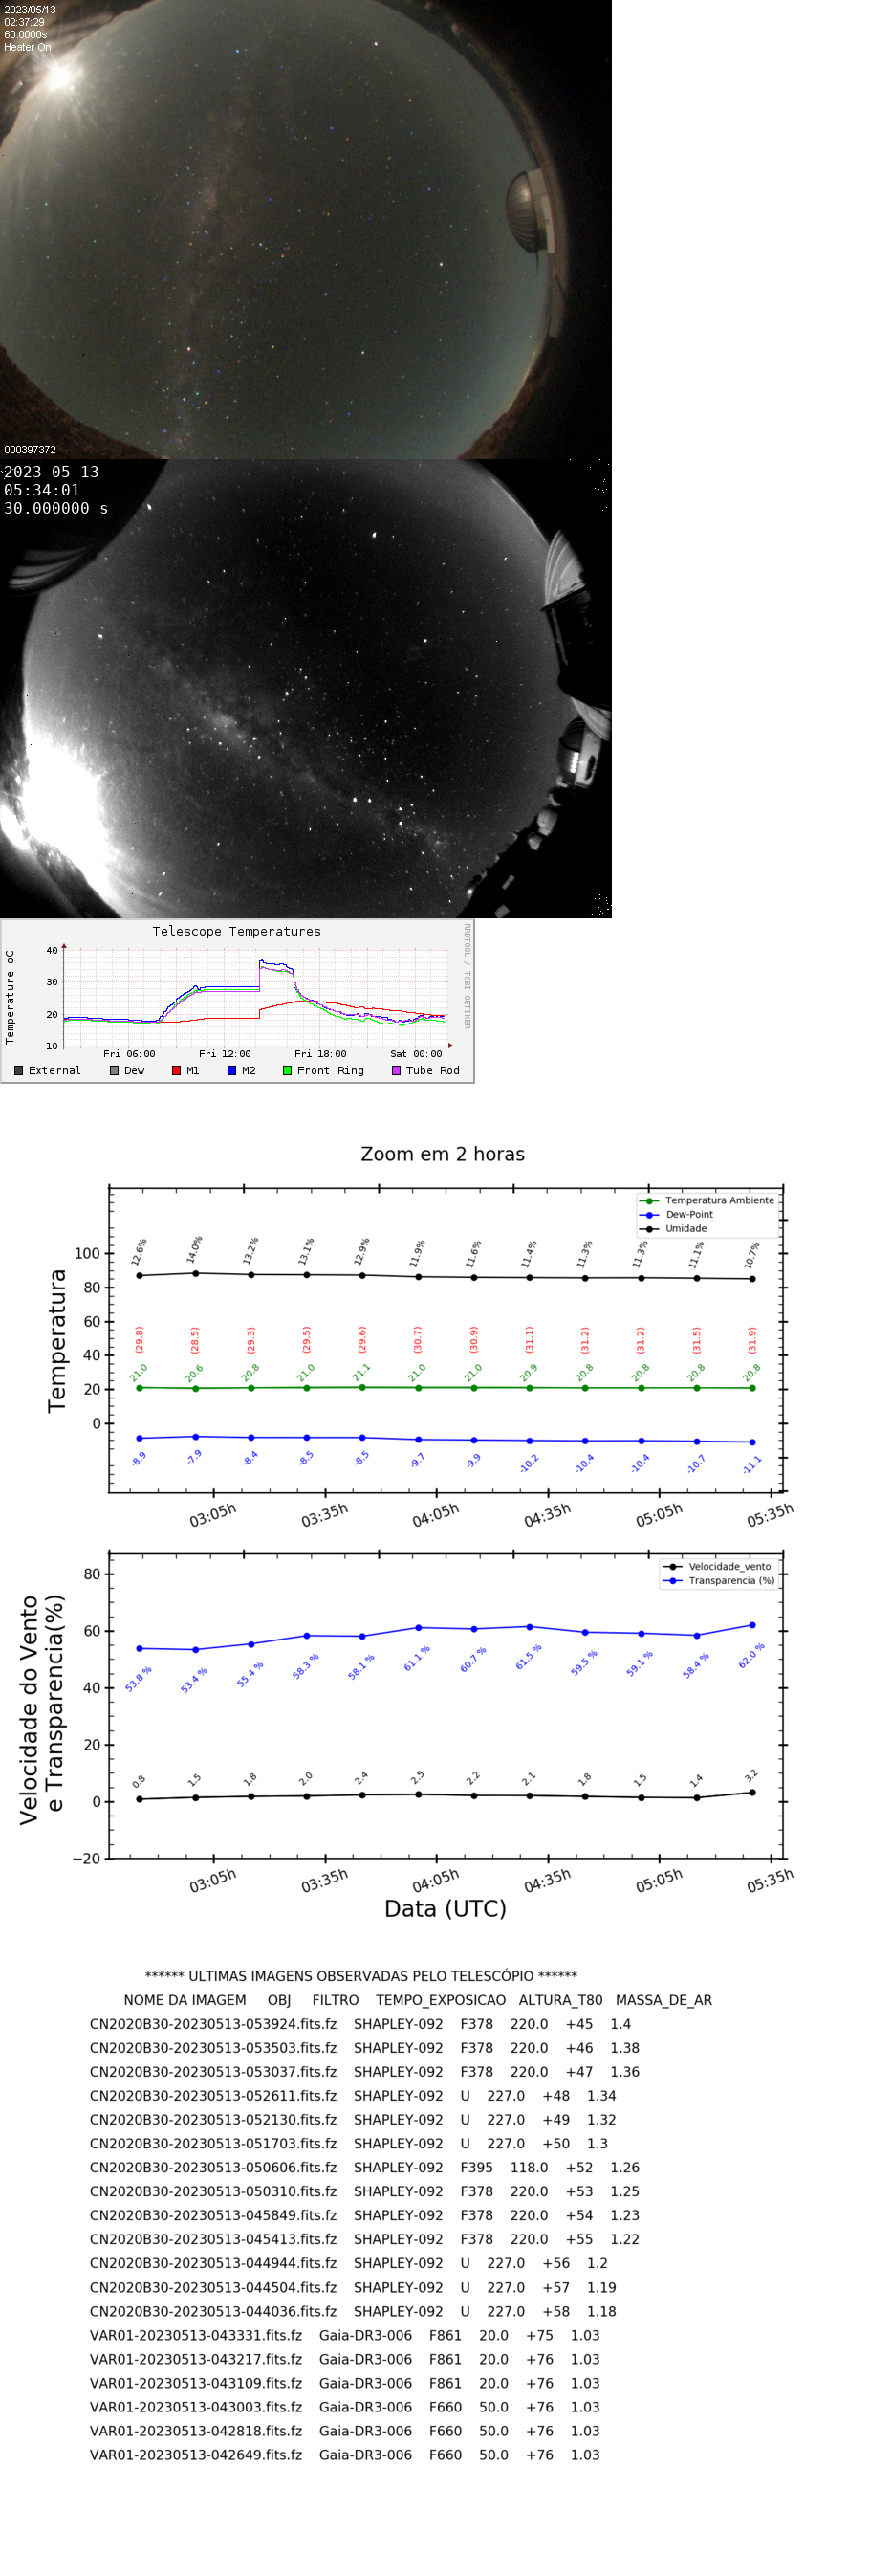 2023/05/13
02:37:29
60.0000s
Heater On
000397372
2023-05-13
05:34:01
30.000000 s
Telescope Temperatures
RRDTOOL / TOBI OETIKER
Temperature oC
40
30
20
10
Fri 06:00 Fri 12:00 Fri 18:00 Sat 00:00
External Dew M1 M2 Front Ring Tube Rod
Zoom em 2 horas
Temperatura Ambiente
Dew-Point
Umidade
Temperatura
100
80
60
40
20
0
12.6% 14.0% 13.2% 13.1% 12.9% 11.9% 11.6% 11.4% 11.3% 11.3% 11.1% 10.7%
(29.8) (28.5) (29.3) (29.5) (29.6) (30.7) (30.9) (31.1) (31.2) (31.2) (31.5) (31.9)
21.0 20.6 20.8 21.0 21.1 21.0 21.0 20.9 20.8 20.8 20.8 20.8
-8.9 -7.9 -8.4 -8.5 -8.5 -9.7 -9.9 -10.2 -10.4 -10.4 -10.7 -11.1
03:05h 03:35h 04:05h 04:35h 05:05h 05:35h
Velocidade_vento
Transparencia (%)
Velocidade do Vento
e Transparencia(%)
80
60
40
20
0
−20
53.8 % 53.4 % 55.4 % 58.3 % 58.1 % 61.1 % 60.7 % 61.5 % 59.5 % 59.1 % 58.4 % 62.0 %
0.8 1.5 1.8 2.0 2.4 2.5 2.2 2.1 1.8 1.5 1.4 3.2
03:05h 03:35h 04:05h 04:35h 05:05h 05:35h
Data (UTC)
****** ULTIMAS IMAGENS OBSERVADAS PELO TELESCÓPIO ******
NOME DA IMAGEM OBJ FILTRO TEMPO_EXPOSICAO ALTURA_T80 MASSA_DE_AR
CN2020B30-20230513-053924.fits.fz SHAPLEY-092 F378 220.0 +45 1.4
CN2020B30-20230513-053503.fits.fz SHAPLEY-092 F378 220.0 +46 1.38
CN2020B30-20230513-053037.fits.fz SHAPLEY-092 F378 220.0 +47 1.36
CN2020B30-20230513-052611.fits.fz SHAPLEY-092 U 227.0 +48 1.34
CN2020B30-20230513-052130.fits.fz SHAPLEY-092 U 227.0 +49 1.32
CN2020B30-20230513-051703.fits.fz SHAPLEY-092 U 227.0 +50 1.3
CN2020B30-20230513-050606.fits.fz SHAPLEY-092 F395 118.0 +52 1.26
CN2020B30-20230513-050310.fits.fz SHAPLEY-092 F378 220.0 +53 1.25
CN2020B30-20230513-045849.fits.fz SHAPLEY-092 F378 220.0 +54 1.23
CN2020B30-20230513-045413.fits.fz SHAPLEY-092 F378 220.0 +55 1.22
CN2020B30-20230513-044944.fits.fz SHAPLEY-092 U 227.0 +56 1.2
CN2020B30-20230513-044504.fits.fz SHAPLEY-092 U 227.0 +57 1.19
CN2020B30-20230513-044036.fits.fz SHAPLEY-092 U 227.0 +58 1.18
VAR01-20230513-043331.fits.fz Gaia-DR3-006 F861 20.0 +75 1.03
VAR01-20230513-043217.fits.fz Gaia-DR3-006 F861 20.0 +76 1.03
VAR01-20230513-043109.fits.fz Gaia-DR3-006 F861 20.0 +76 1.03
VAR01-20230513-043003.fits.fz Gaia-DR3-006 F660 50.0 +76 1.03
VAR01-20230513-042818.fits.fz Gaia-DR3-006 F660 50.0 +76 1.03
VAR01-20230513-042649.fits.fz Gaia-DR3-006 F660 50.0 +76 1.03